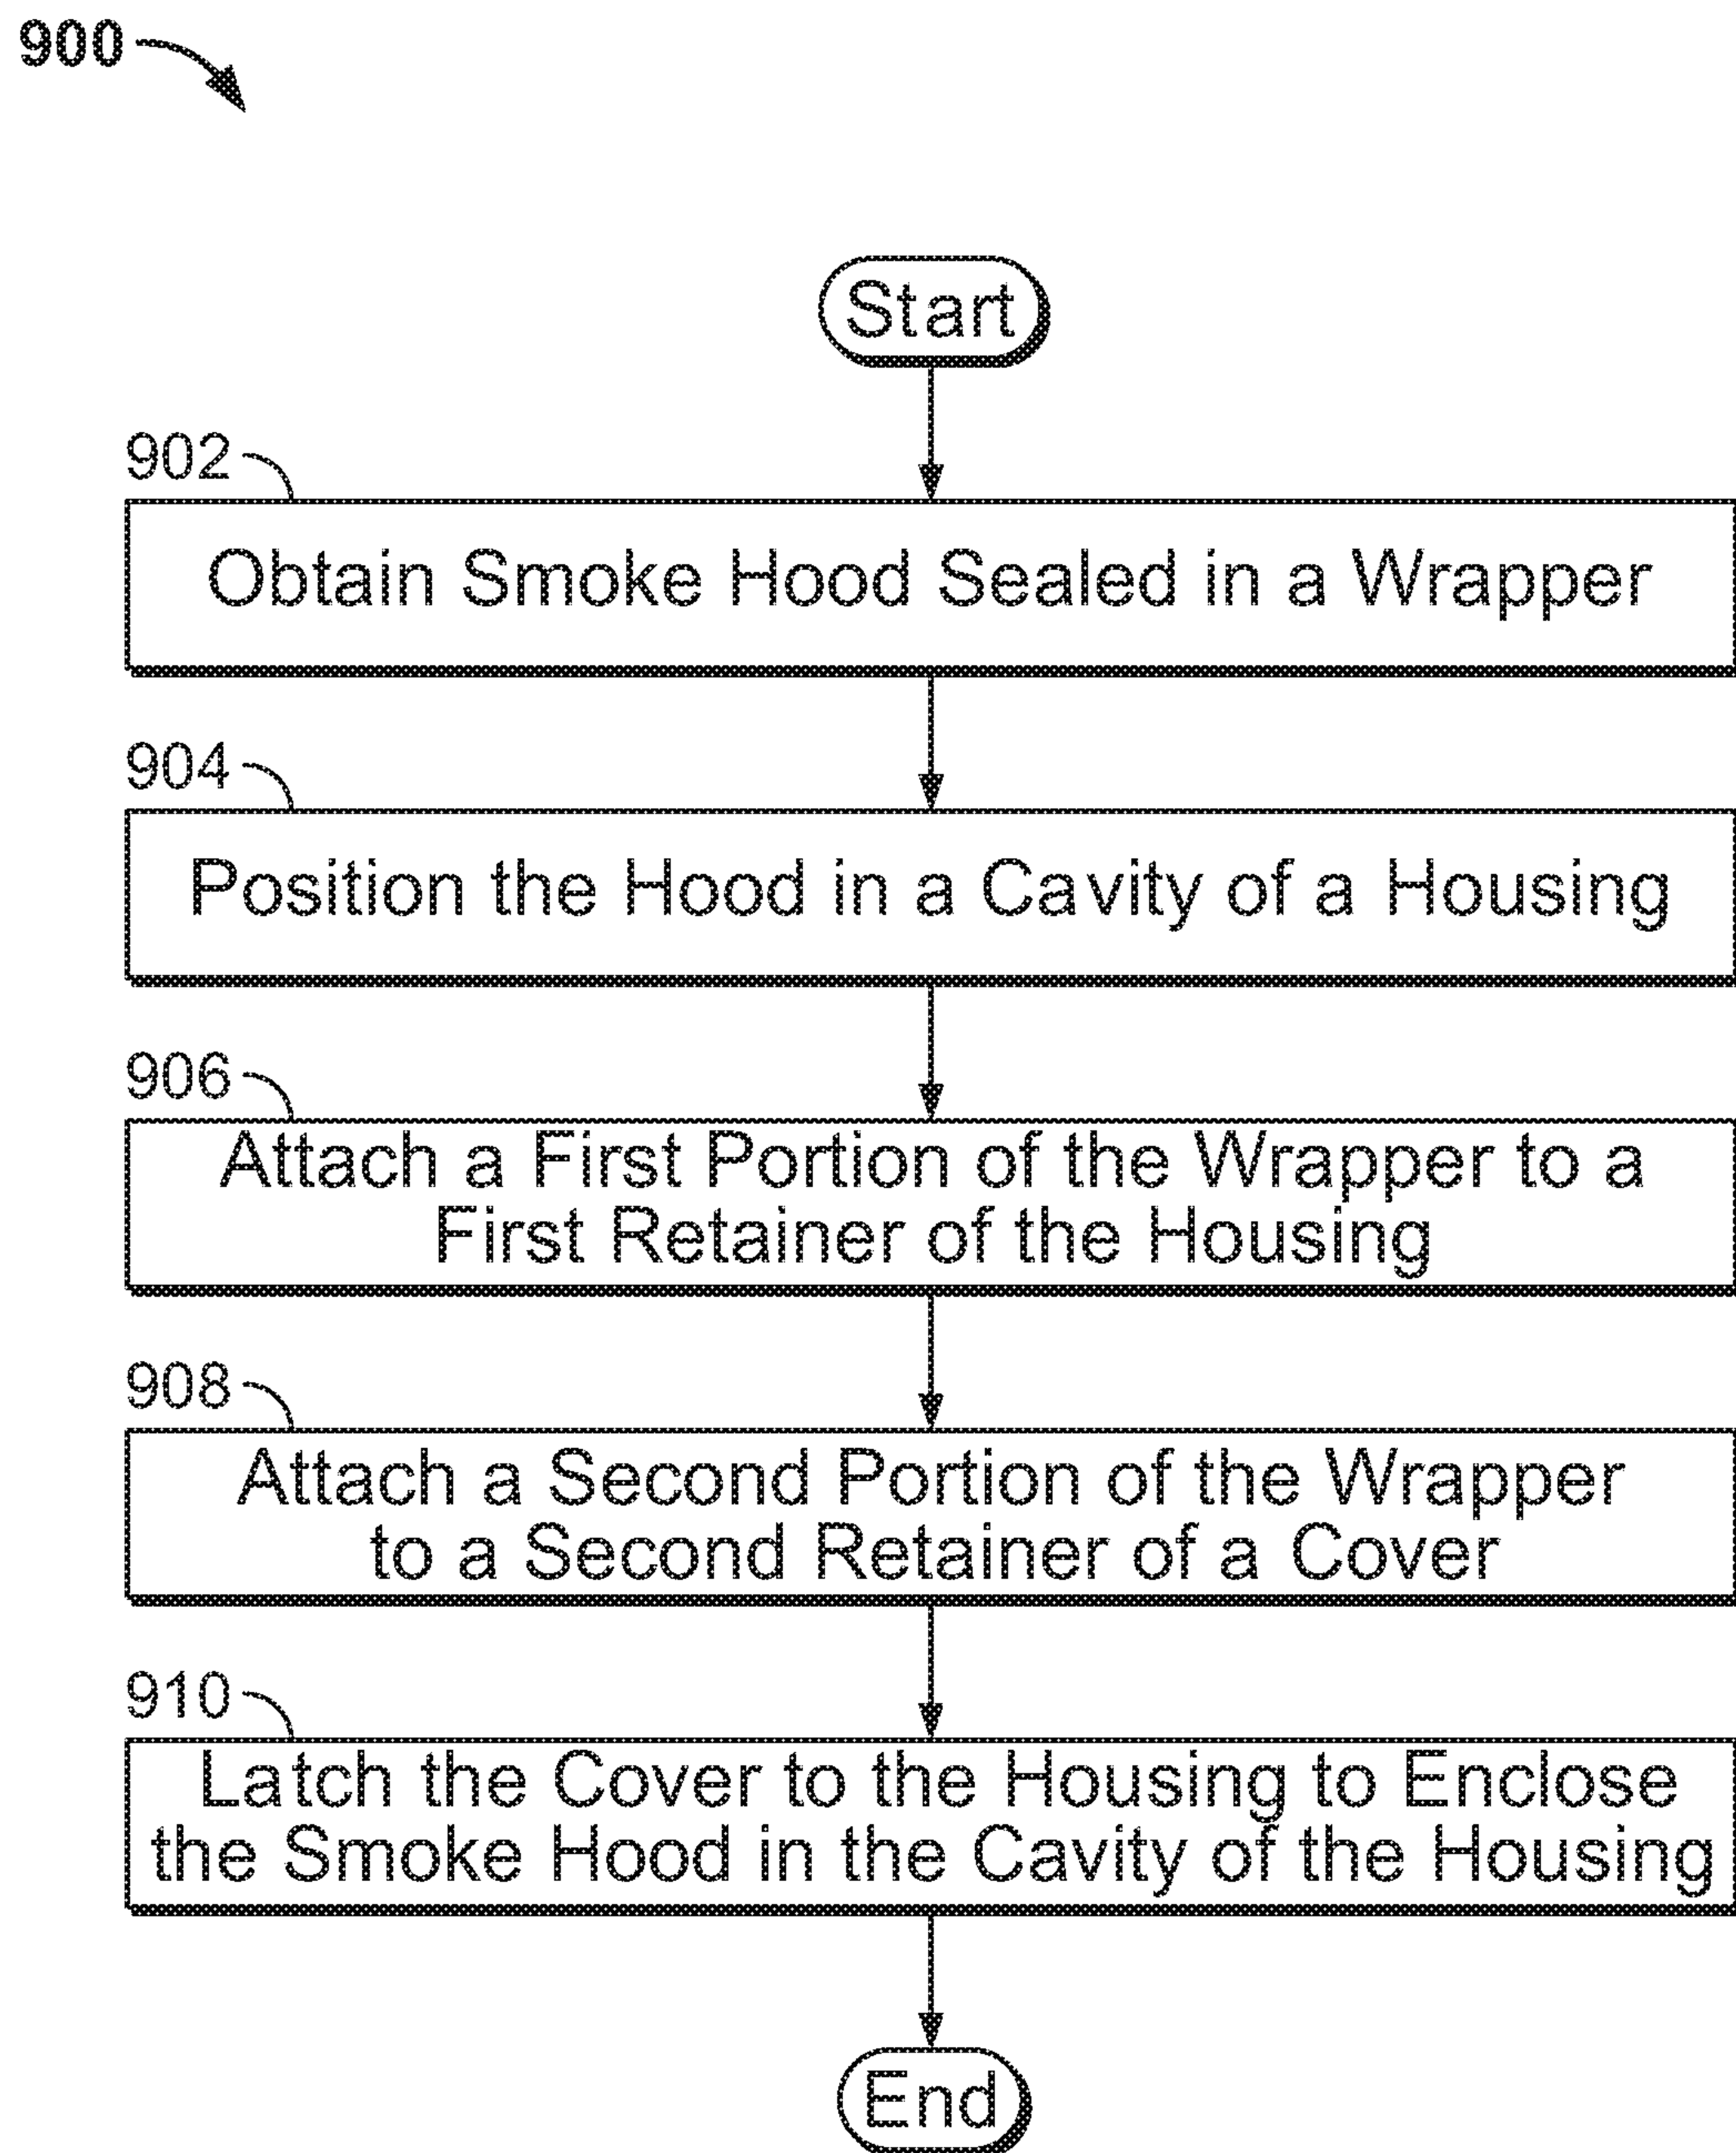 900
Start
902
Obtain Smoke Hood Sealed in a Wrapper
904
Position the Hood in a Cavity of a Housing
906
Attach a First Portion of the Wrapper to a
First Retainer of the Housing
908
Attach a Second Portion of the Wrapper
to a Second Retainer of a Cover
910
Latch the Cover to the Housing to Enclose
the Smoke Hood in the Cavity of the Housing
End